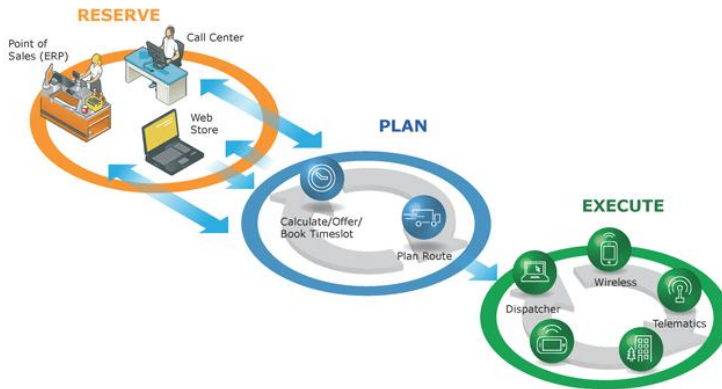 RESERVE
Point of
Sales (ERP)
Call Center
Web
Store
PLAN
Calculate/Offer/
Book Timeslot
Plan Route
EXECUTE
Wireless
Dispatcher
Telematics